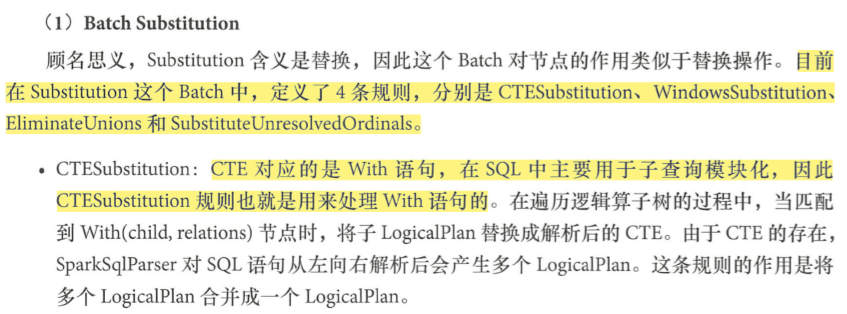 （1）Batch Substitution
顾名思义，Substitution 含义是替换，因此这个 Batch 对节点的作用类似于替换操作。目前
在 Substitution 这个 Batch 中，定义了 4 条规则，分别是 CTESubstitution、WindowsSubstitution、
EliminateUnions 和 SubstituteUnresolvedOrdinals。
• CTESubstitution：CTE 对应的是 With 语句，在 SQL 中主要用于子查询模块化，因此
CTESubstitution 规则也就是用来处理 With 语句的。在遍历逻辑算子树的过程中，当匹配
到 With(child, relations) 节点时，将子 LogicalPlan 替换成解析后的 CTE。由于 CTE 的存在，
SparkSqlParser 对 SQL 语句从左向右解析后会产生多个 LogicalPlan。这条规则的作用是将
多个 LogicalPlan 合并成一个 LogicalPlan。